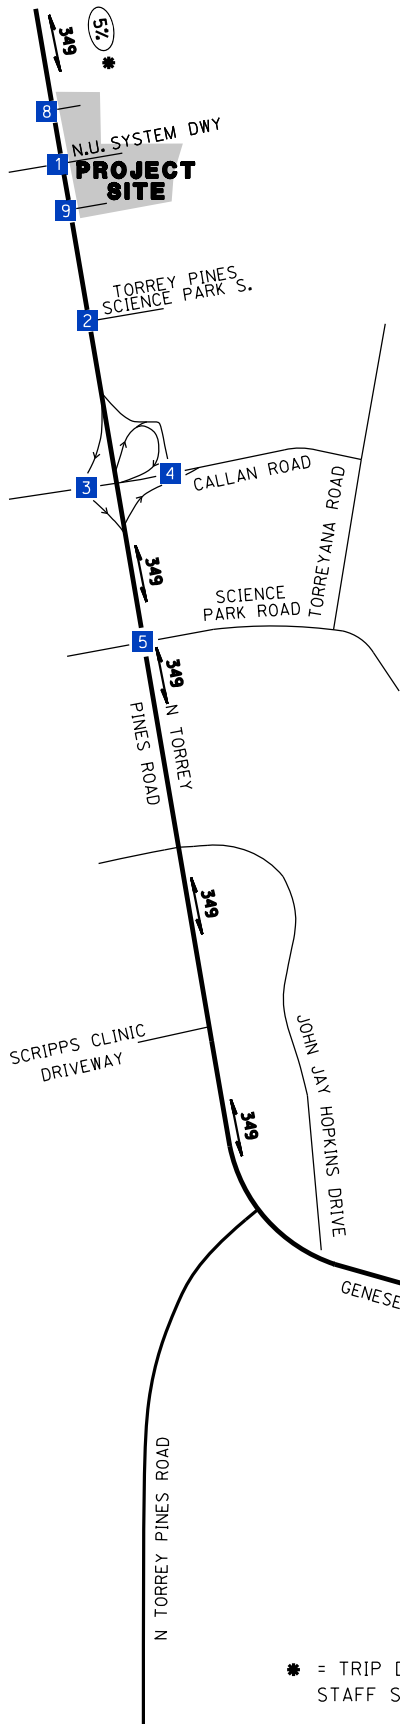 349
5%
*
8
N.U. SYSTEM DWY
1
PROJECT
SITE
9
TORREY PINES
SCIENCE PARK S.
2
3
4
CALLAN ROAD
TORREYANA ROAD
349
SCIENCE
PARK ROAD
5
349
N TORREY
PINES ROAD
349
SCRIPPS CLINIC
DRIVEWAY
JOHN JAY HOPKINS DRIVE
349
GENESE
N TORREY PINES ROAD
* = TRIP D
STAFF S